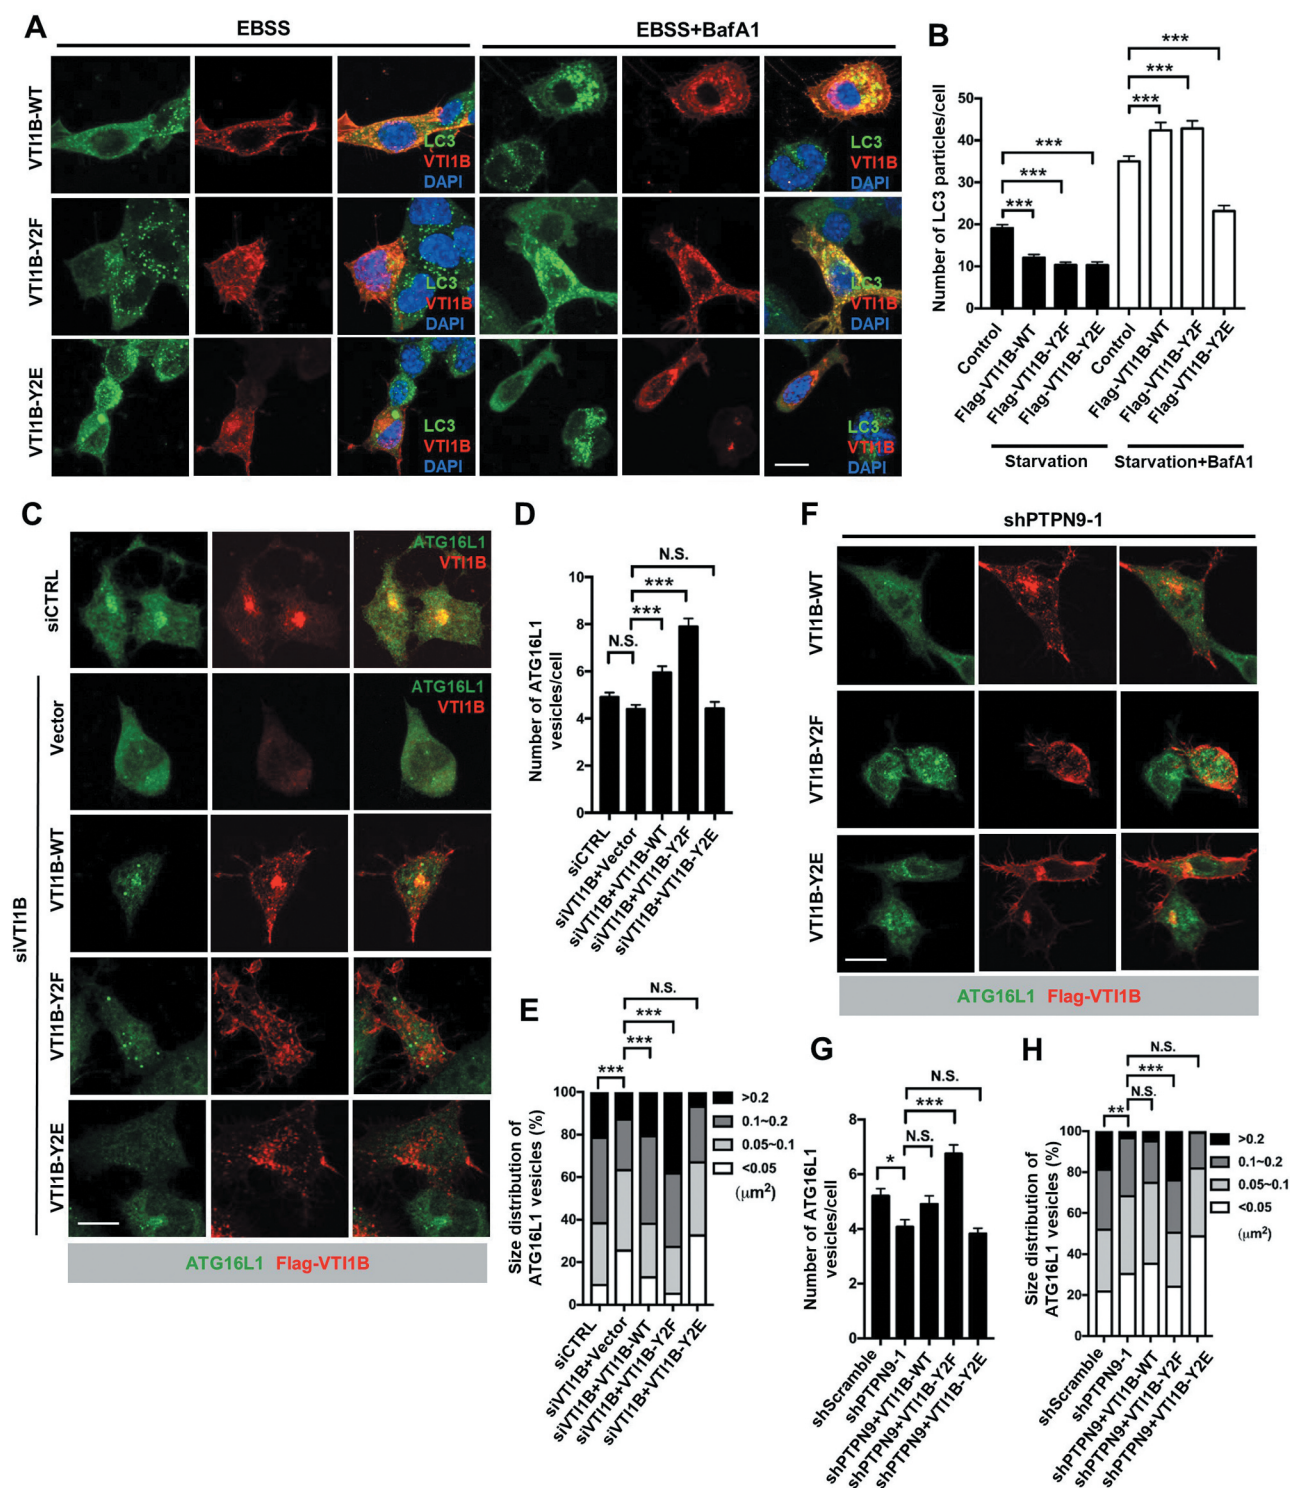 A
EBSS
EBSS+BafA1
VTI1B-WT
LC3
VTI1B
DAPI
LC3
VTI1B
DAPI
VTI1B-Y2F
LC3
VTI1B
DAPI
LC3
VTI1B
DAPI
VTI1B-Y2E
LC3
VTI1B
DAPI
LC3
VTI1B
DAPI
B
Number of LC3 particles/cell
50
40
30
20
10
0
***
***
***
***
***
***
Control
Flag-VTI1B-WT
Flag-VTI1B-Y2F
Flag-VTI1B-Y2E
Control
Flag-VTI1B-WT
Flag-VTI1B-Y2F
Flag-VTI1B-Y2E
Starvation
Starvation+BafA1
C
siCTRL
ATG16L1
VTI1B
siVTI1B
Vector
ATG16L1
VTI1B
VTI1B-WT
VTI1B-Y2F
VTI1B-Y2E
ATG16L1 Flag-VTI1B
D
Number of ATG16L1
vesicles/cell
10
8
6
4
2
0
N.S.
***
***
N.S.
siCTRL
siVTI1B+Vector
siVTI1B+VTI1B-WT
siVTI1B+VTI1B-Y2F
siVTI1B+VTI1B-Y2E
E
Size distribution of
ATG16L1 vesicles (%)
100
80
60
40
20
0
N.S.
***
***
***
>0.2
0.1~0.2
0.05~0.1
<0.05
(μm²)
siCTRL
siVTI1B+Vector
siVTI1B+VTI1B-WT
siVTI1B+VTI1B-Y2F
siVTI1B+VTI1B-Y2E
F
shPTPN9-1
VTI1B-WT
VTI1B-Y2F
VTI1B-Y2E
ATG16L1 Flag-VTI1B
G
Number of ATG16L1
vesicles/cell
8
6
4
2
0
N.S.
***
N.S.
*
shScramble
shPTPN9-1
shPTPN9+VTI1B-WT
shPTPN9+VTI1B-Y2F
shPTPN9+VTI1B-Y2E
H
Size distribution of
ATG16L1 vesicles (%)
100
80
60
40
20
0
N.S.
***
N.S.
**
>0.2
0.1~0.2
0.05~0.1
<0.05
(μm²)
shScramble
shPTPN9-1
shPTPN9+VTI1B-WT
shPTPN9+VTI1B-Y2F
shPTPN9+VTI1B-Y2E